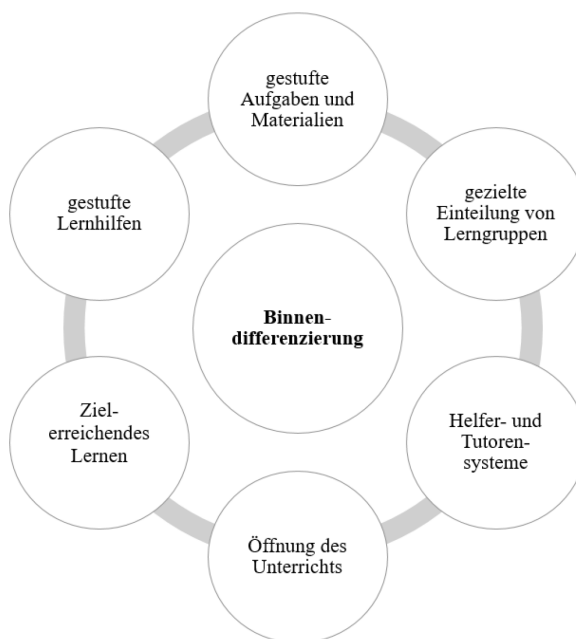 gestufte
Aufgaben und
Materialien
gezielte
Einteilung von
Lerngruppen
Helfer- und
Tutoren-
systeme
Öffnung des
Unterrichts
Ziel-
erreichendes
Lernen
gestufte
Lernhilfen
Binnen-
differenzierung